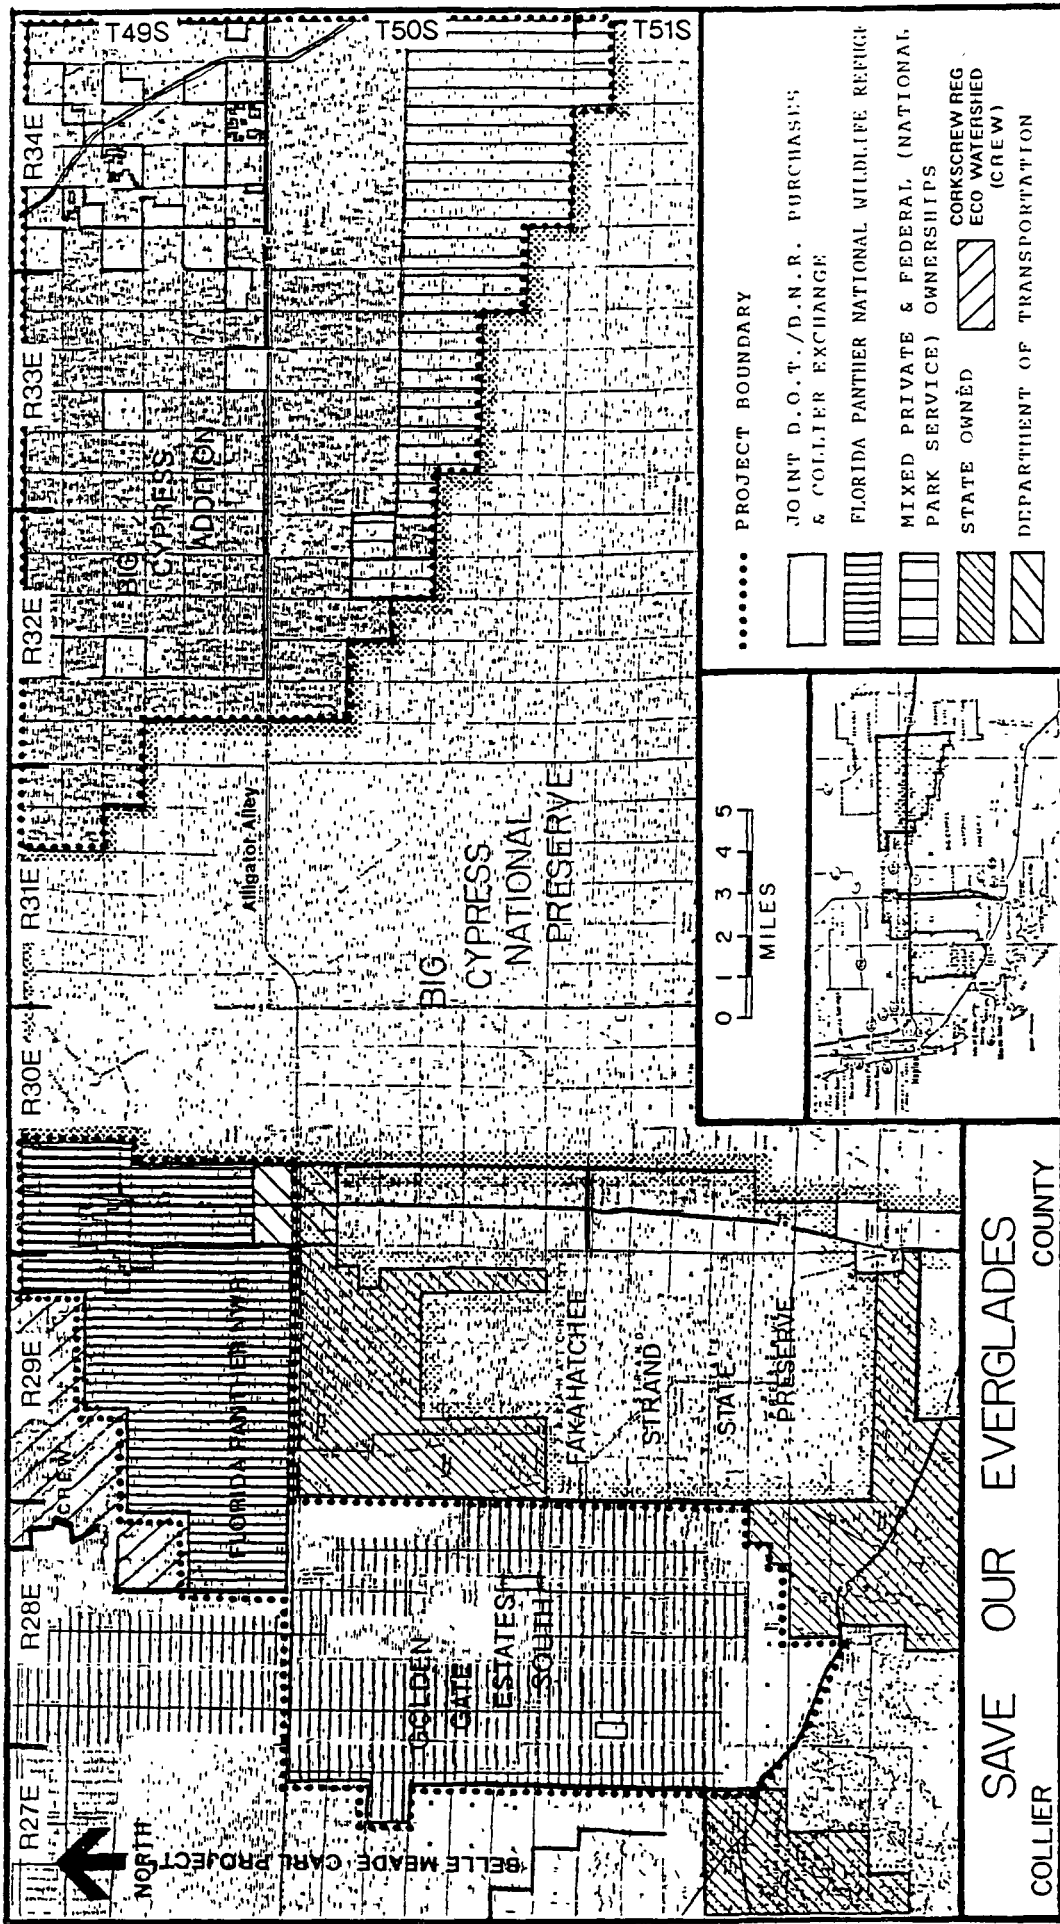 R27E
R28E
R29E
R30E
R31E
R32E
R33E
R34E
T49S
T50S
T51S
NORTH
BELLE MEADE CARL PROJECT
CREW
FLORIDA PANTHER NWR
GOLDEN
GATE
ESTATES
SOUTH
FAKAHATCHEE
STRAND
STATE
PRESERVE
Alligator Alley
BIG
CYPRESS
NATIONAL
PRESERVE
BIG
CYPRESS
ADDITION
0 1 2 3 4 5
MILES
PROJECT BOUNDARY
JOINT D.O.T./D.N.R. PURCHASES
& COLLIER EXCHANGE
FLORIDA PANTHER NATIONAL WILDLIFE REFUGE
MIXED PRIVATE & FEDERAL (NATIONAL
PARK SERVICE) OWNERSHIPS
STATE OWNED
CORKSCREW REG
ECO WATERSHED
(CREW)
DEPARTMENT OF TRANSPORTATION
SAVE OUR EVERGLADES
COLLIER COUNTY